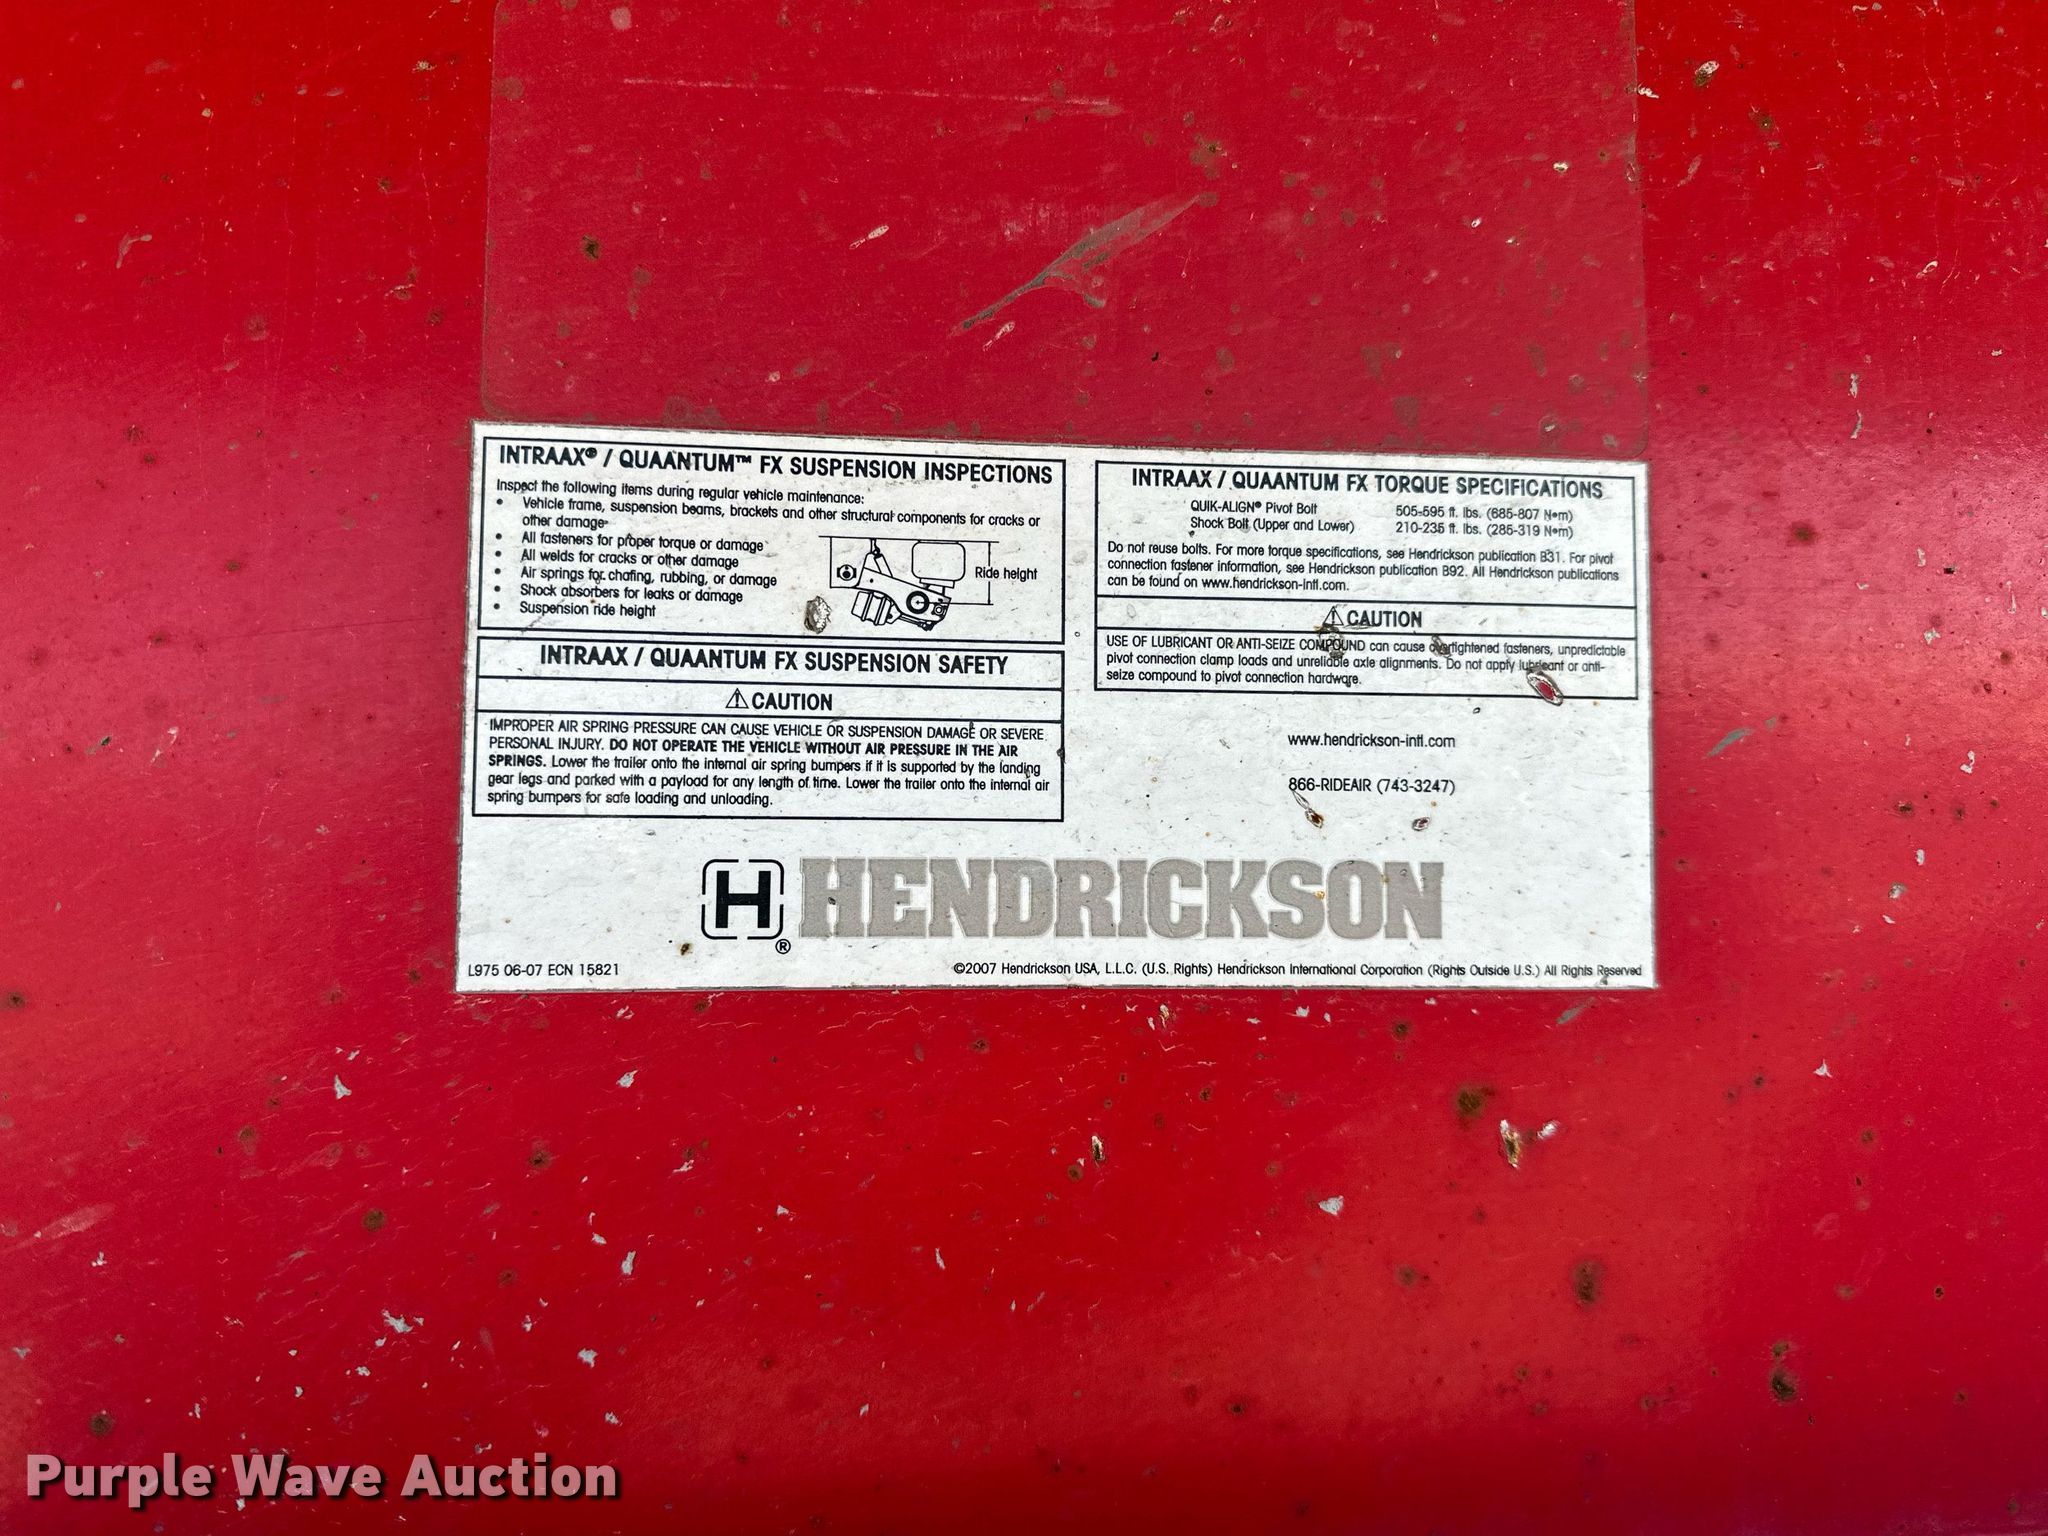 INTRAAX® / QUAANTUM™ FX SUSPENSION INSPECTIONS
Inspect the following items during regular vehicle maintenance:
• Vehicle frame, suspension beams, brackets and other structural components for cracks or
other damage
• All fasteners for proper torque or damage
• All welds for cracks or other damage
• Air springs for chafing, rubbing, or damage
• Shock absorbers for leaks or damage
• Suspension ride height
Ride height
INTRAAX / QUAANTUM FX SUSPENSION SAFETY
⚠ CAUTION
IMPROPER AIR SPRING PRESSURE CAN CAUSE VEHICLE OR SUSPENSION DAMAGE OR SEVERE
PERSONAL INJURY. DO NOT OPERATE THE VEHICLE WITHOUT AIR PRESSURE IN THE AIR
SPRINGS. Lower the trailer onto the internal air spring bumpers if it is supported by the landing
gear legs and parked with a payload for any length of time. Lower the trailer onto the internal air
spring bumpers for safe loading and unloading.
INTRAAX / QUAANTUM FX TORQUE SPECIFICATIONS
QUIK-ALIGN® Pivot Bolt 505-595 ft. lbs. (685-807 N•m)
Shock Bolt (Upper and Lower) 210-235 ft. lbs. (285-319 N•m)
Do not reuse bolts. For more torque specifications, see Hendrickson publication B31. For pivot
connection fastener information, see Hendrickson publication B92. All Hendrickson publications
can be found on www.hendrickson-intl.com.
⚠ CAUTION
USE OF LUBRICANT OR ANTI-SEIZE COMPOUND can cause overtightened fasteners, unpredictable
pivot connection clamp loads and unreliable axle alignments. Do not apply lubricant or anti-
seize compound to pivot connection hardware.
www.hendrickson-intl.com
866-RIDEAIR (743-3247)
H® HENDRICKSON
L975 06-07 ECN 15821
©2007 Hendrickson USA, L.L.C. (U.S. Rights) Hendrickson International Corporation (Rights Outside U.S.) All Rights Reserved
Purple Wave Auction